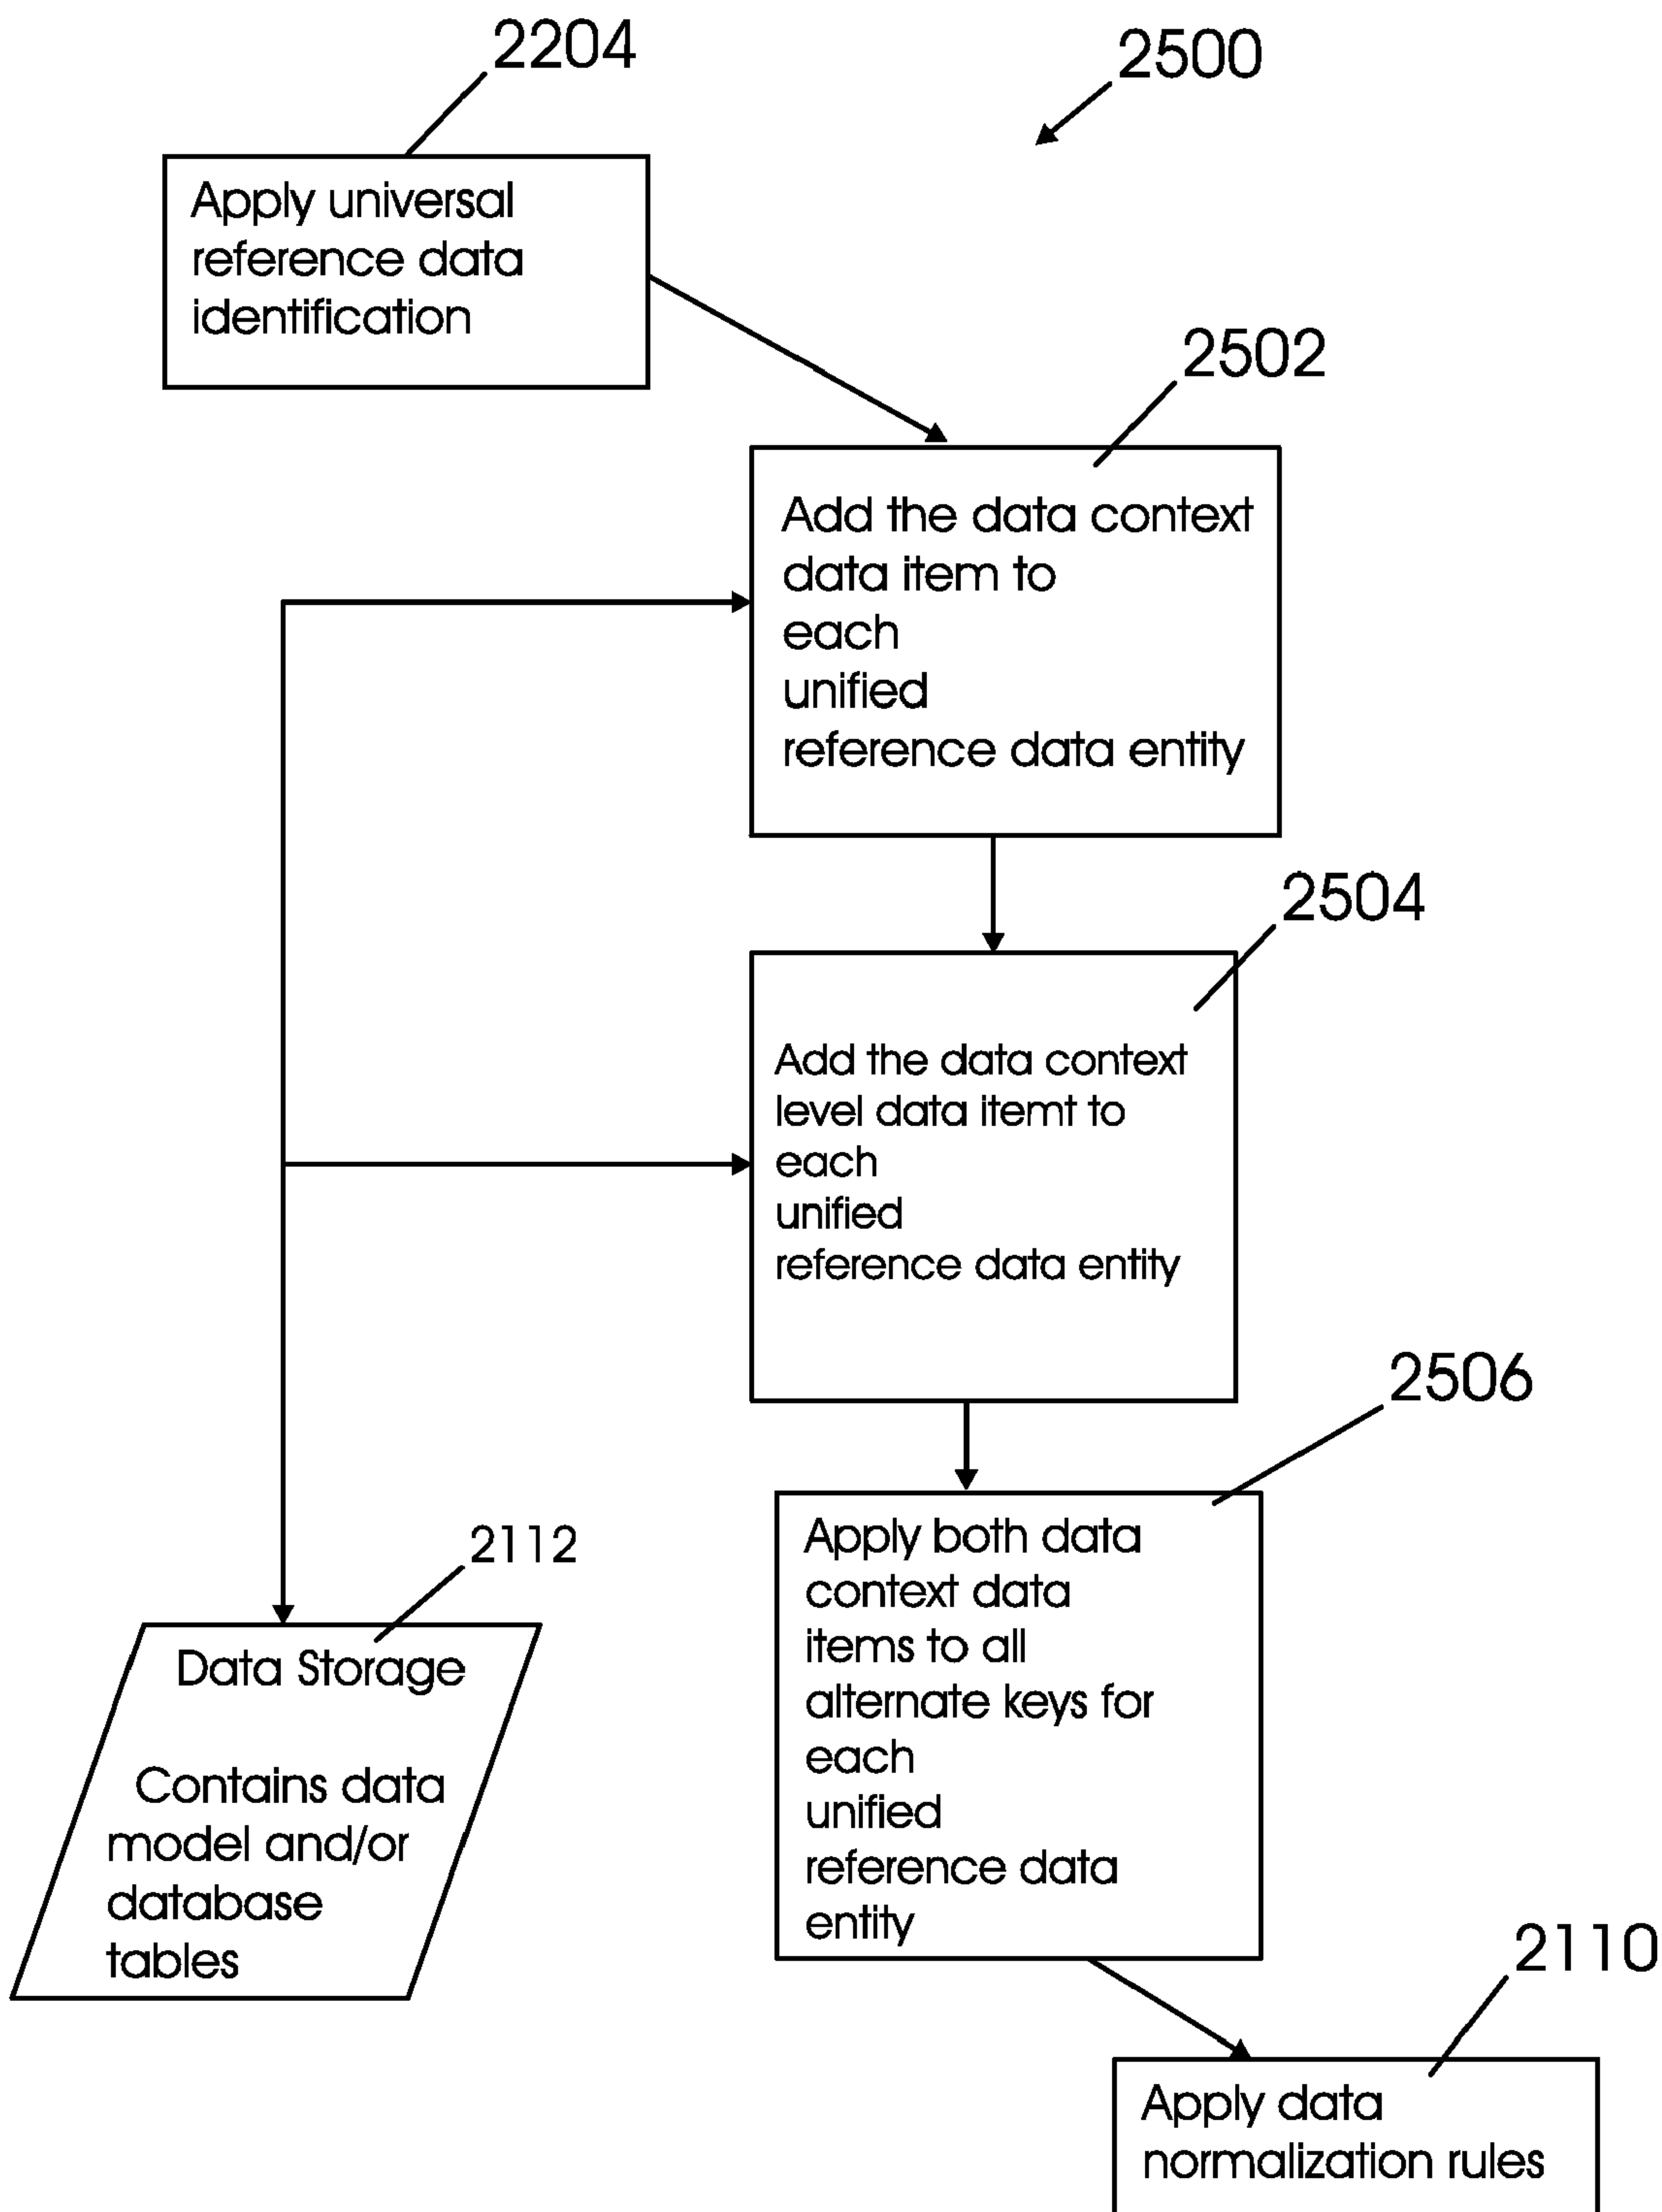 2204
2500
Apply universal
reference data
identification
2502
Add the data context
data item to
each
unified
reference data entity
2504
Add the data context
level data itemt to
each
unified
reference data entity
2506
Apply both data
context data
items to all
alternate keys for
each
unified
reference data
entity
2112
Data Storage
Contains data
model and/or
database
tables
2110
Apply data
normalization rules